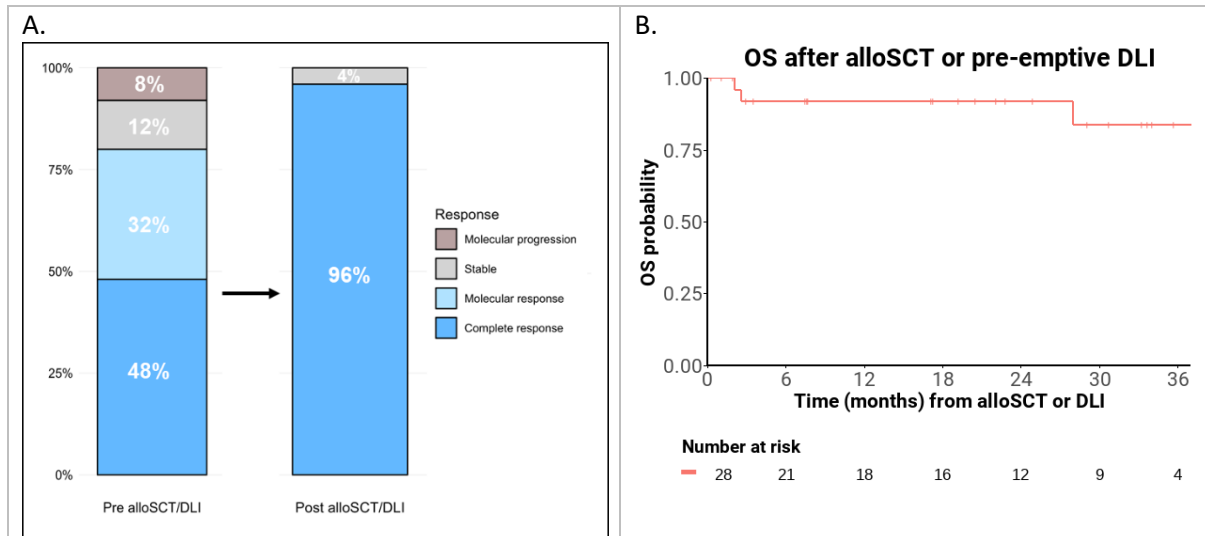 A.
100%
75%
50%
25%
0%
8%
12%
32%
48%
4%
96%
Pre alloSCT/DLI
Post alloSCT/DLI
Response
Molecular progression
Stable
Molecular response
Complete response
B.
OS after alloSCT or pre-emptive DLI
OS probability
1.00
0.75
0.50
0.25
0.00
0 6 12 18 24 30 36
Time (months) from alloSCT or DLI
Number at risk
28 21 18 16 12 9 4